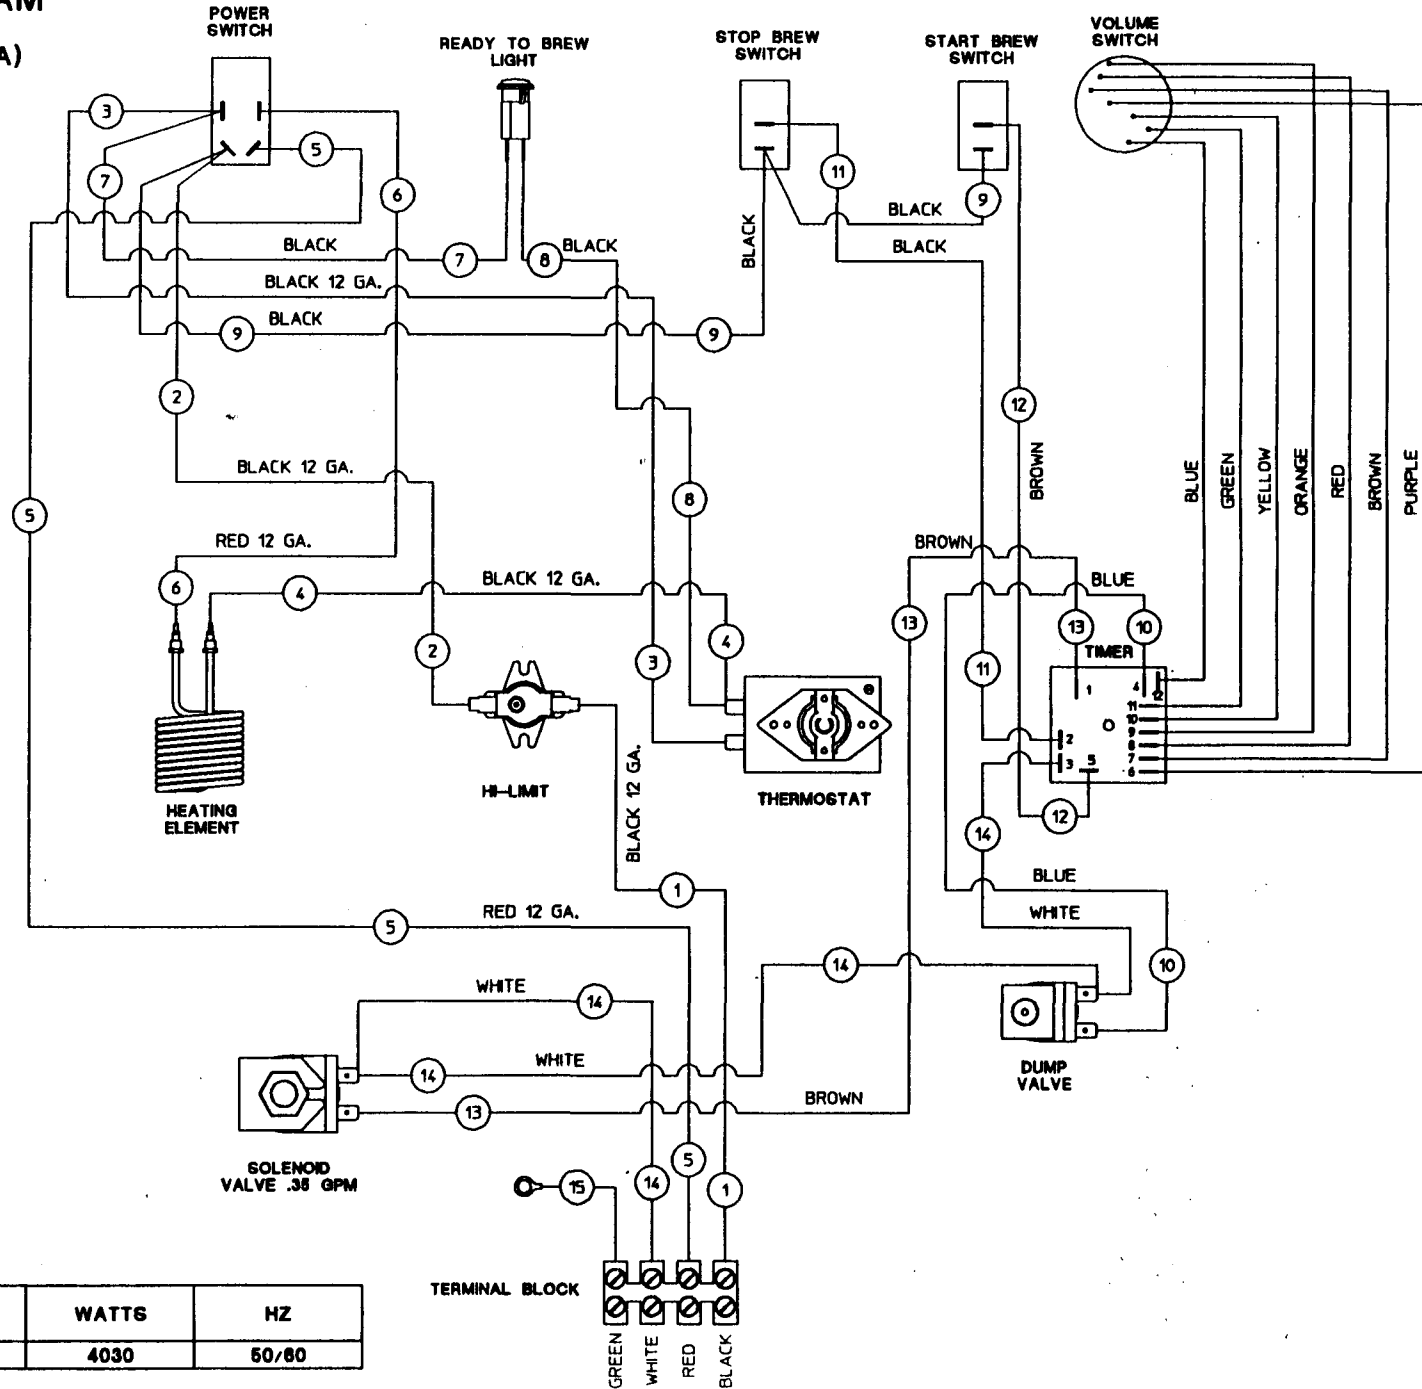 AM
A)
POWER
SWITCH
READY TO BREW
LIGHT
STOP BREW
SWITCH
START BREW
SWITCH
VOLUME
SWITCH
3
5
7
6
11
9
BLACK
BLACK
BLACK
BLACK
7
8
BLACK
BLACK 12 GA.
BLACK
9
9
2
12
BLACK 12 GA.
BROWN
BLUE
GREEN
YELLOW
ORANGE
RED
BROWN
PURPLE
5
8
RED 12 GA.
BROWN
6
4
BLACK 12 GA.
BLUE
13
13
10
2
4
3
11
TIMER
1
4
12
11
10
9
8
7
6
2
3
5
HI-LIMIT
THERMOSTAT
HEATING
ELEMENT
BLACK 12 GA.
14
12
1
BLUE
RED 12 GA.
5
WHITE
14
10
WHITE
14
WHITE
14
DUMP
VALVE
13
BROWN
SOLENOID
VALVE .35 GPM
15
14
5
1
TERMINAL BLOCK
GREEN
WHITE
RED
BLACK
WATTS
HZ
4030
50/60